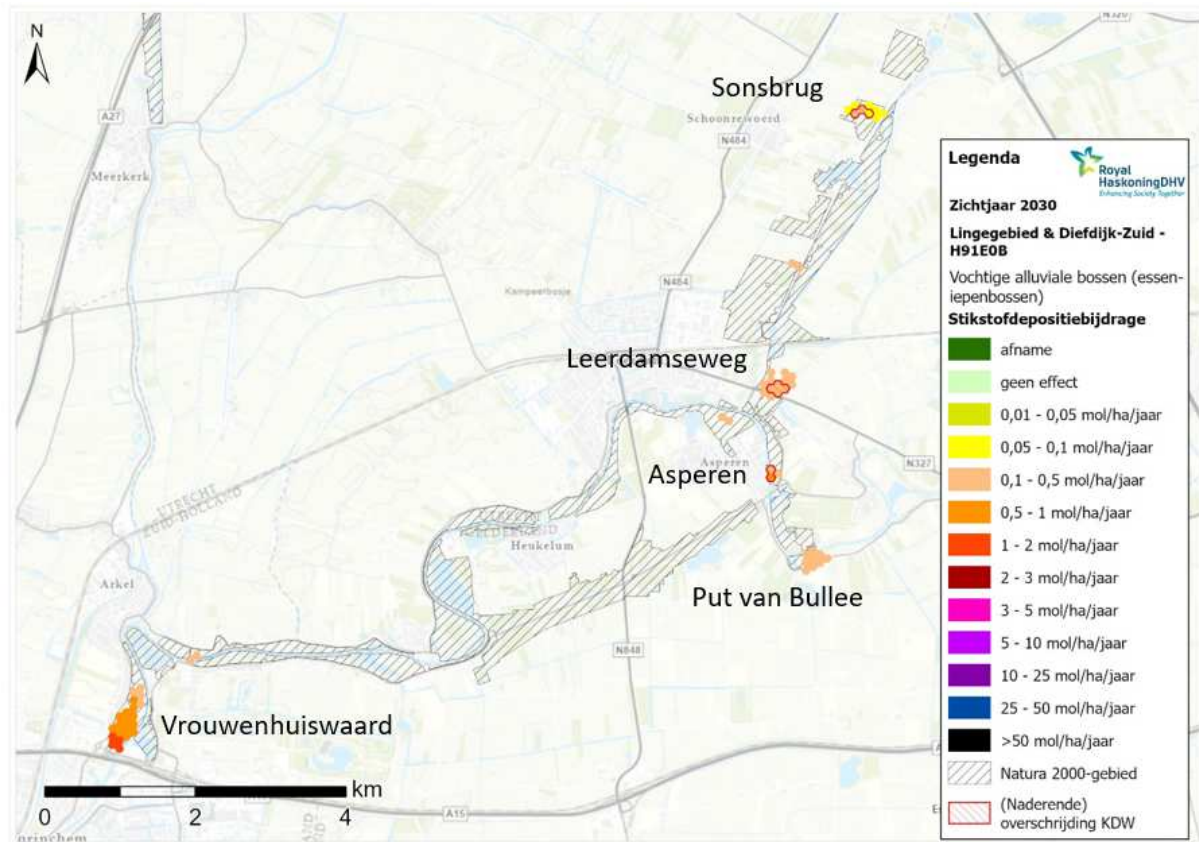 N
N320
Sonsbrug
A27
Schoonrewoerd
N484
Meerkerk
Kampeerbosje
N484
Leerdamseweg
Asperen
Asperen
N327
UTRECHT
ZUID-HOLLAND
Heukelum
Arkel
Put van Bullee
N848
Vrouwenhuiswaard
km
0 2 4
A15
Legenda
Royal
HaskoningDHV
Enhancing Society Together
Zichtjaar 2030
Lingegebied & Diefdijk-Zuid -
H91E0B
Vochtige alluviale bossen (essen-
iepenbossen)
Stikstofdepositiebijdrage
afname
geen effect
0,01 - 0,05 mol/ha/jaar
0,05 - 0,1 mol/ha/jaar
0,1 - 0,5 mol/ha/jaar
0,5 - 1 mol/ha/jaar
1 - 2 mol/ha/jaar
2 - 3 mol/ha/jaar
3 - 5 mol/ha/jaar
5 - 10 mol/ha/jaar
10 - 25 mol/ha/jaar
25 - 50 mol/ha/jaar
>50 mol/ha/jaar
Natura 2000-gebied
(Naderende)
overschrijding KDW